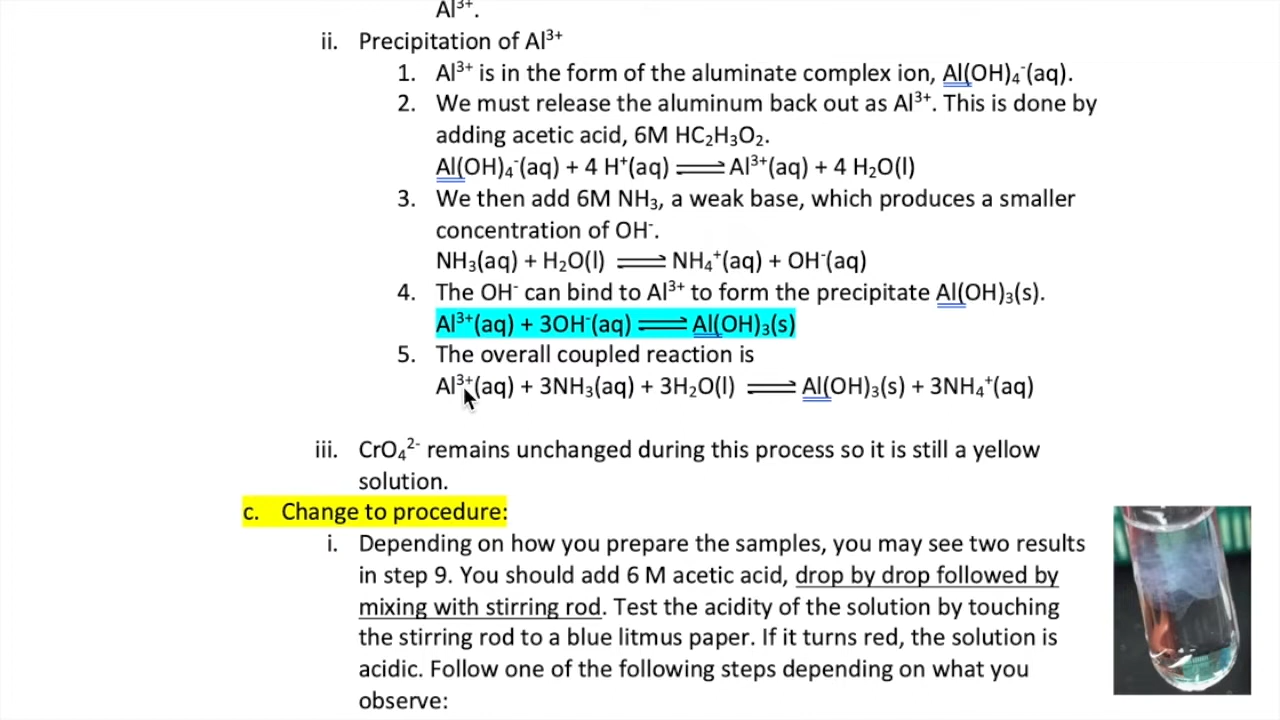 Al³⁺.
ii. Precipitation of Al³⁺
1. Al³⁺ is in the form of the aluminate complex ion, Al(OH)₄⁻(aq).
2. We must release the aluminum back out as Al³⁺. This is done by
adding acetic acid, 6M HC₂H₃O₂.
Al(OH)₄⁻(aq) + 4 H⁺(aq) ⇌ Al³⁺(aq) + 4 H₂O(l)
3. We then add 6M NH₃, a weak base, which produces a smaller
concentration of OH⁻.
NH₃(aq) + H₂O(l) ⇌ NH₄⁺(aq) + OH⁻(aq)
4. The OH⁻ can bind to Al³⁺ to form the precipitate Al(OH)₃(s).
Al³⁺(aq) + 3OH⁻(aq) ⇌ Al(OH)₃(s)
5. The overall coupled reaction is
Al³⁺(aq) + 3NH₃(aq) + 3H₂O(l) ⇌ Al(OH)₃(s) + 3NH₄⁺(aq)
iii. CrO₄²⁻ remains unchanged during this process so it is still a yellow
solution.
c. Change to procedure:
i. Depending on how you prepare the samples, you may see two results
in step 9. You should add 6 M acetic acid, drop by drop followed by
mixing with stirring rod. Test the acidity of the solution by touching
the stirring rod to a blue litmus paper. If it turns red, the solution is
acidic. Follow one of the following steps depending on what you
observe: